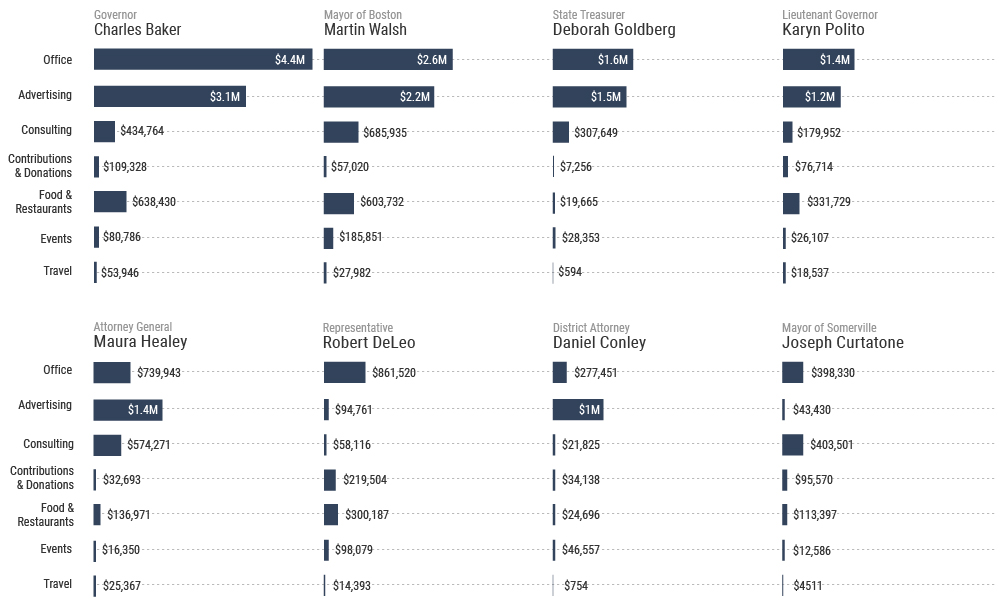 Governor
Charles Baker
Mayor of Boston
Martin Walsh
State Treasurer
Deborah Goldberg
Lieutenant Governor
Karyn Polito
Office $4.4M $2.6M $1.6M $1.4M
Advertising $3.1M $2.2M $1.5M $1.2M
Consulting $434,764 $685,935 $307,649 $179,952
Contributions
& Donations $109,328 $57,020 $7,256 $76,714
Food &
Restaurants $638,430 $603,732 $19,665 $331,729
Events $80,786 $185,851 $28,353 $26,107
Travel $53,946 $27,982 $594 $18,537
Attorney General
Maura Healey
Representative
Robert DeLeo
District Attorney
Daniel Conley
Mayor of Somerville
Joseph Curtatone
Office $739,943 $861,520 $277,451 $398,330
Advertising $1.4M $94,761 $1M $43,430
Consulting $574,271 $58,116 $21,825 $403,501
Contributions
& Donations $32,693 $219,504 $34,138 $95,570
Food &
Restaurants $136,971 $300,187 $24,696 $113,397
Events $16,350 $98,079 $46,557 $12,586
Travel $25,367 $14,393 $754 $4511